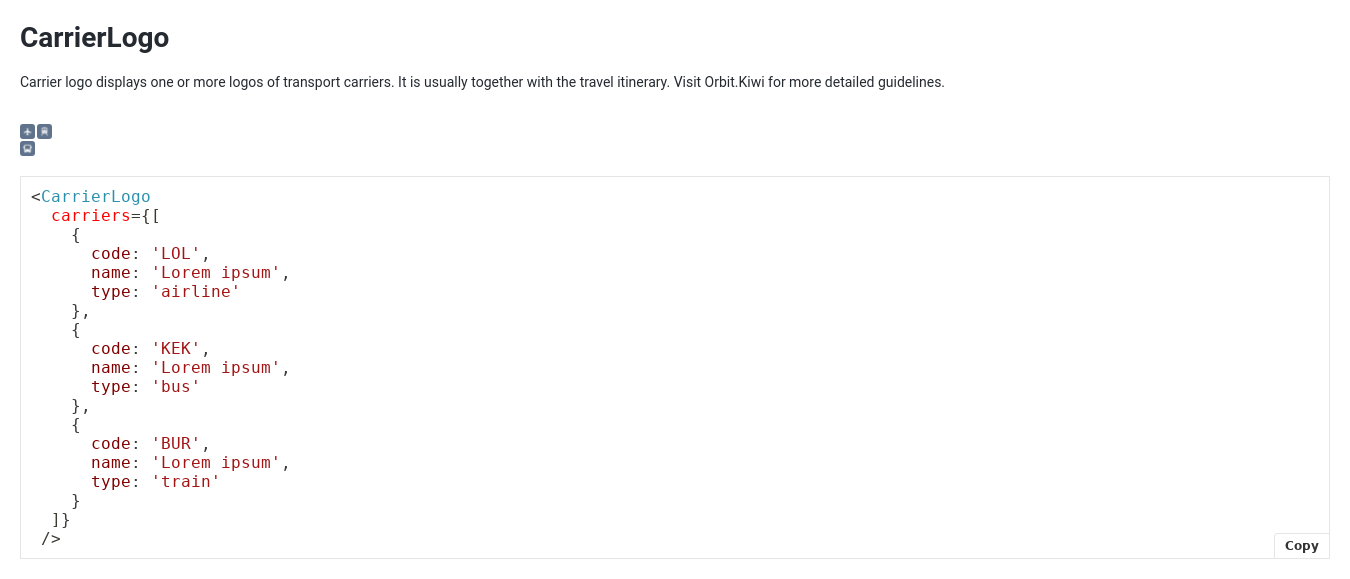 CarrierLogo
Carrier logo displays one or more logos of transport carriers. It is usually together with the travel itinerary. Visit Orbit.Kiwi for more detailed guidelines.
<CarrierLogo
  carriers={[
    {
      code: 'LOL',
      name: 'Lorem ipsum',
      type: 'airline'
    },
    {
      code: 'KEK',
      name: 'Lorem ipsum',
      type: 'bus'
    },
    {
      code: 'BUR',
      name: 'Lorem ipsum',
      type: 'train'
    }
  ]}
 />
Copy